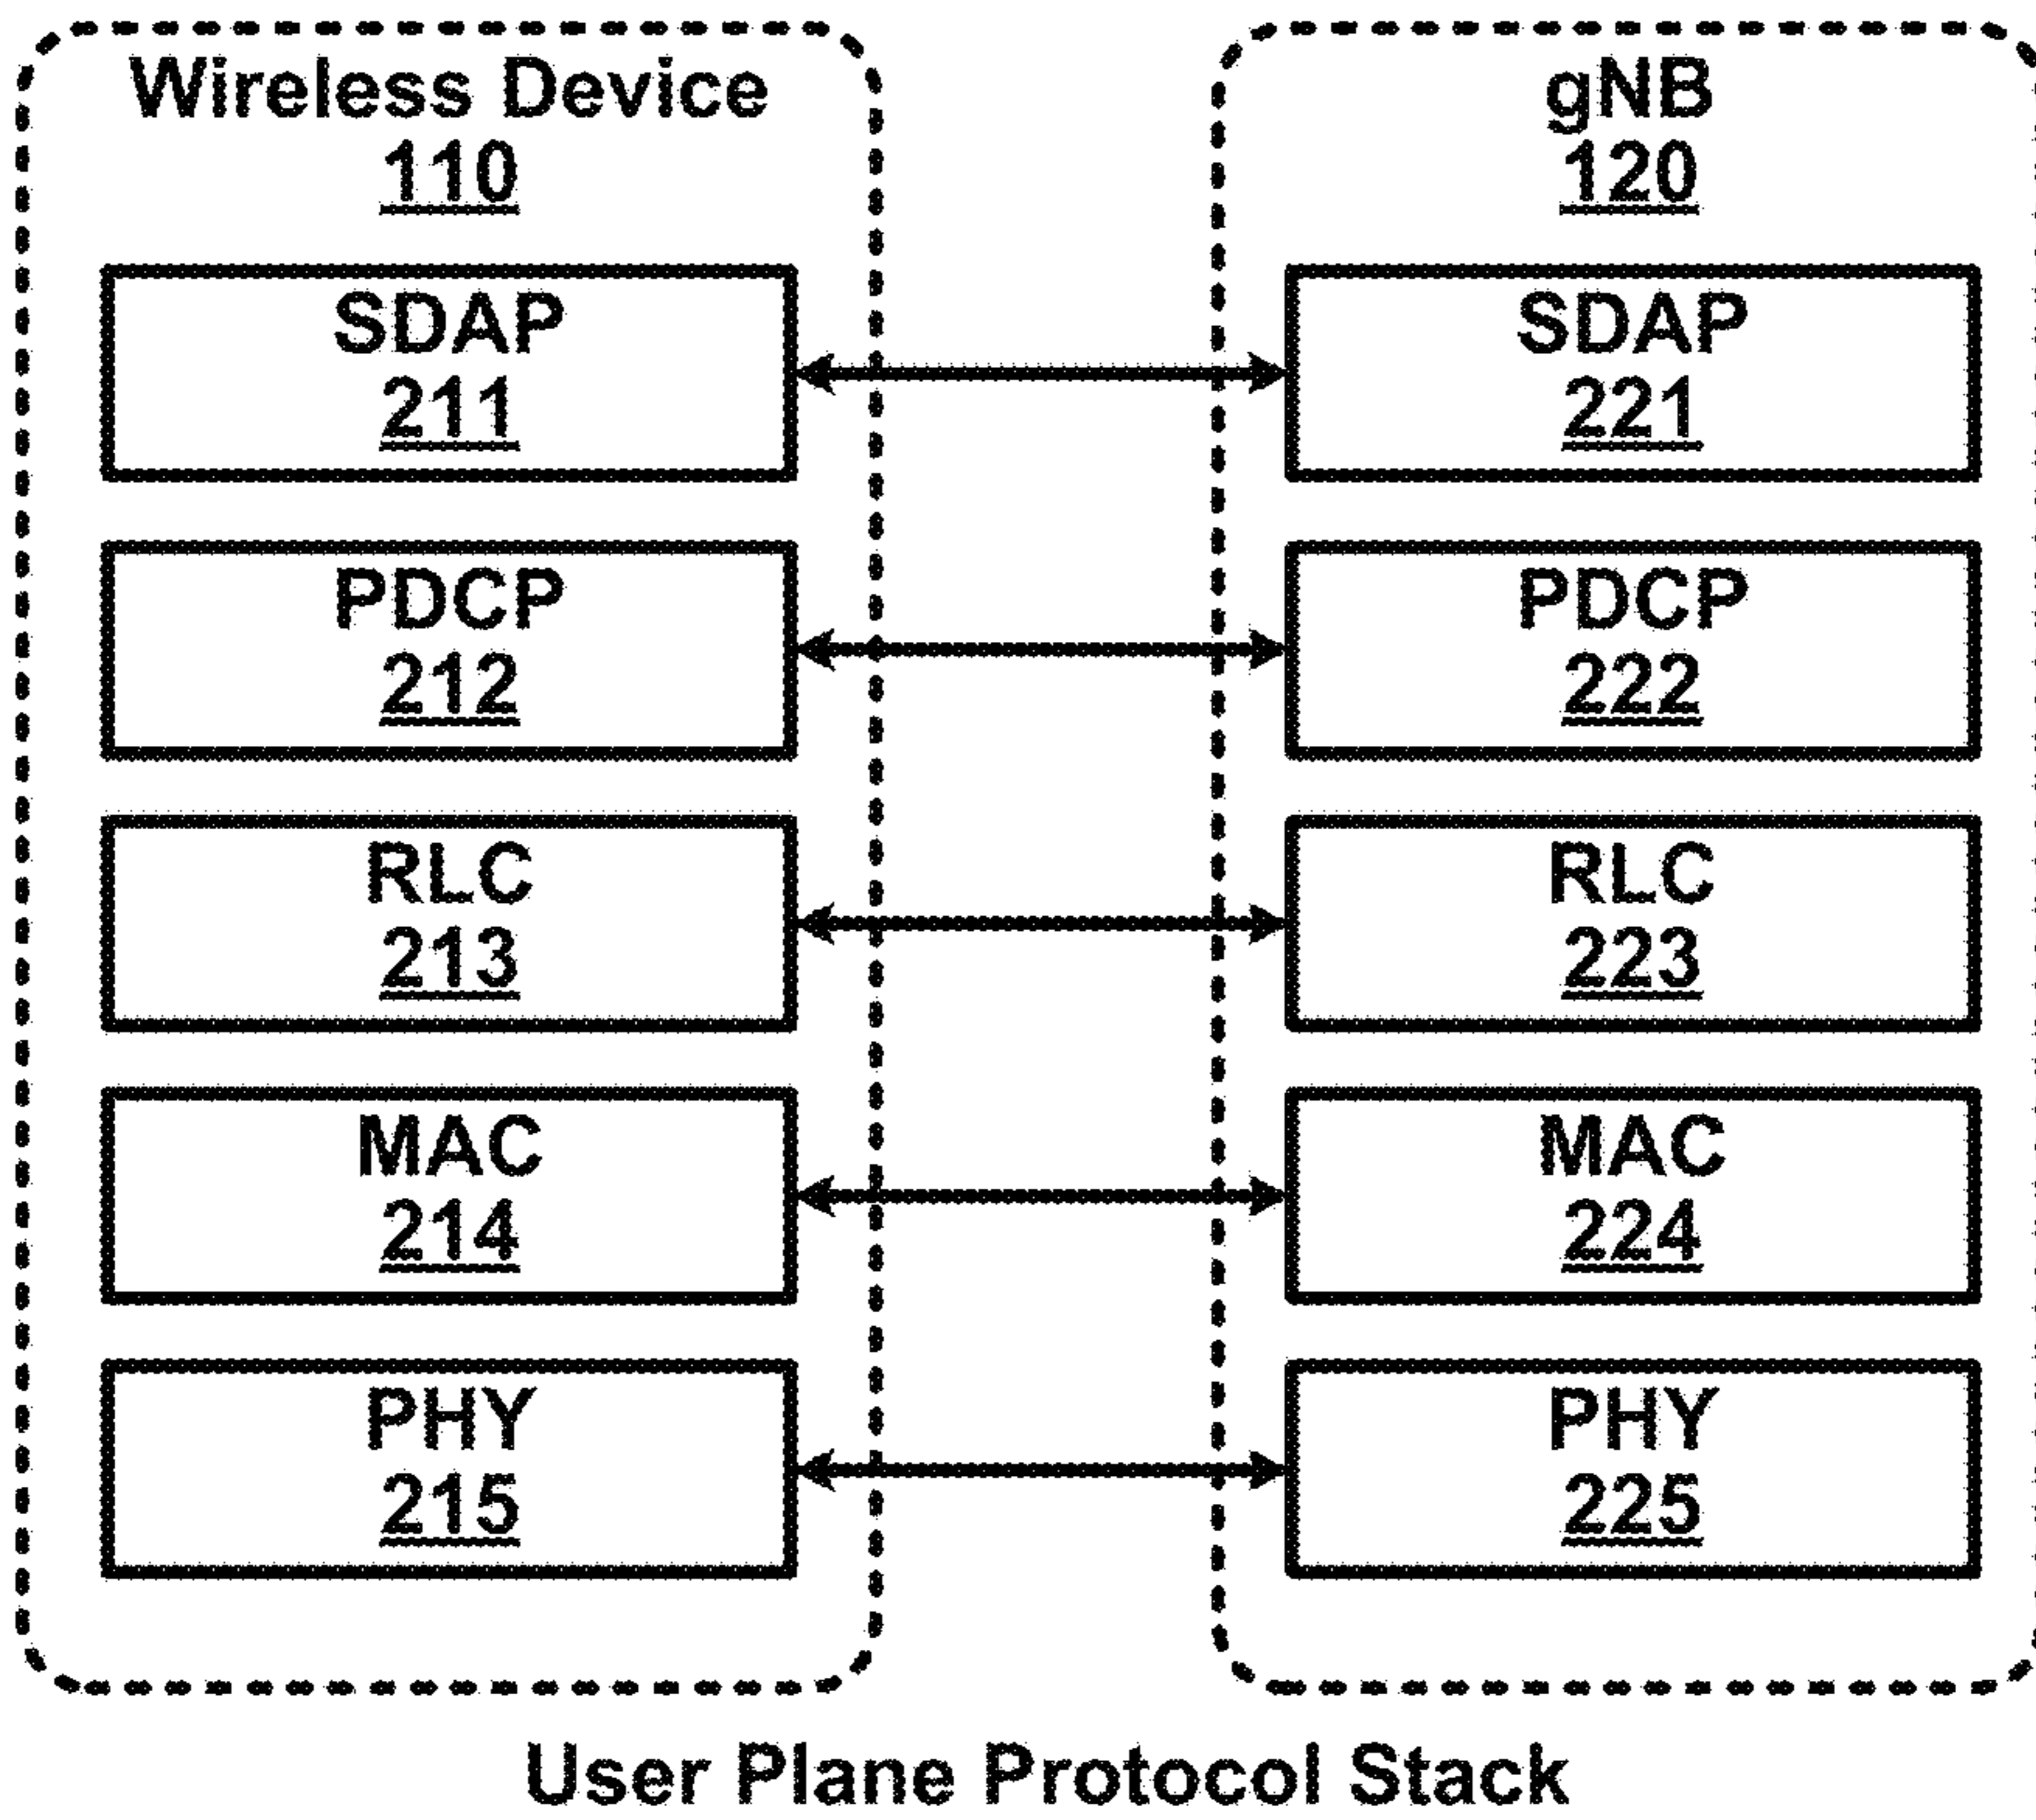 Wireless Device
110
SDAP
211
PDCP
212
RLC
213
MAC
214
PHY
215
gNB
120
SDAP
221
PDCP
222
RLC
223
MAC
224
PHY
225
User Plane Protocol Stack